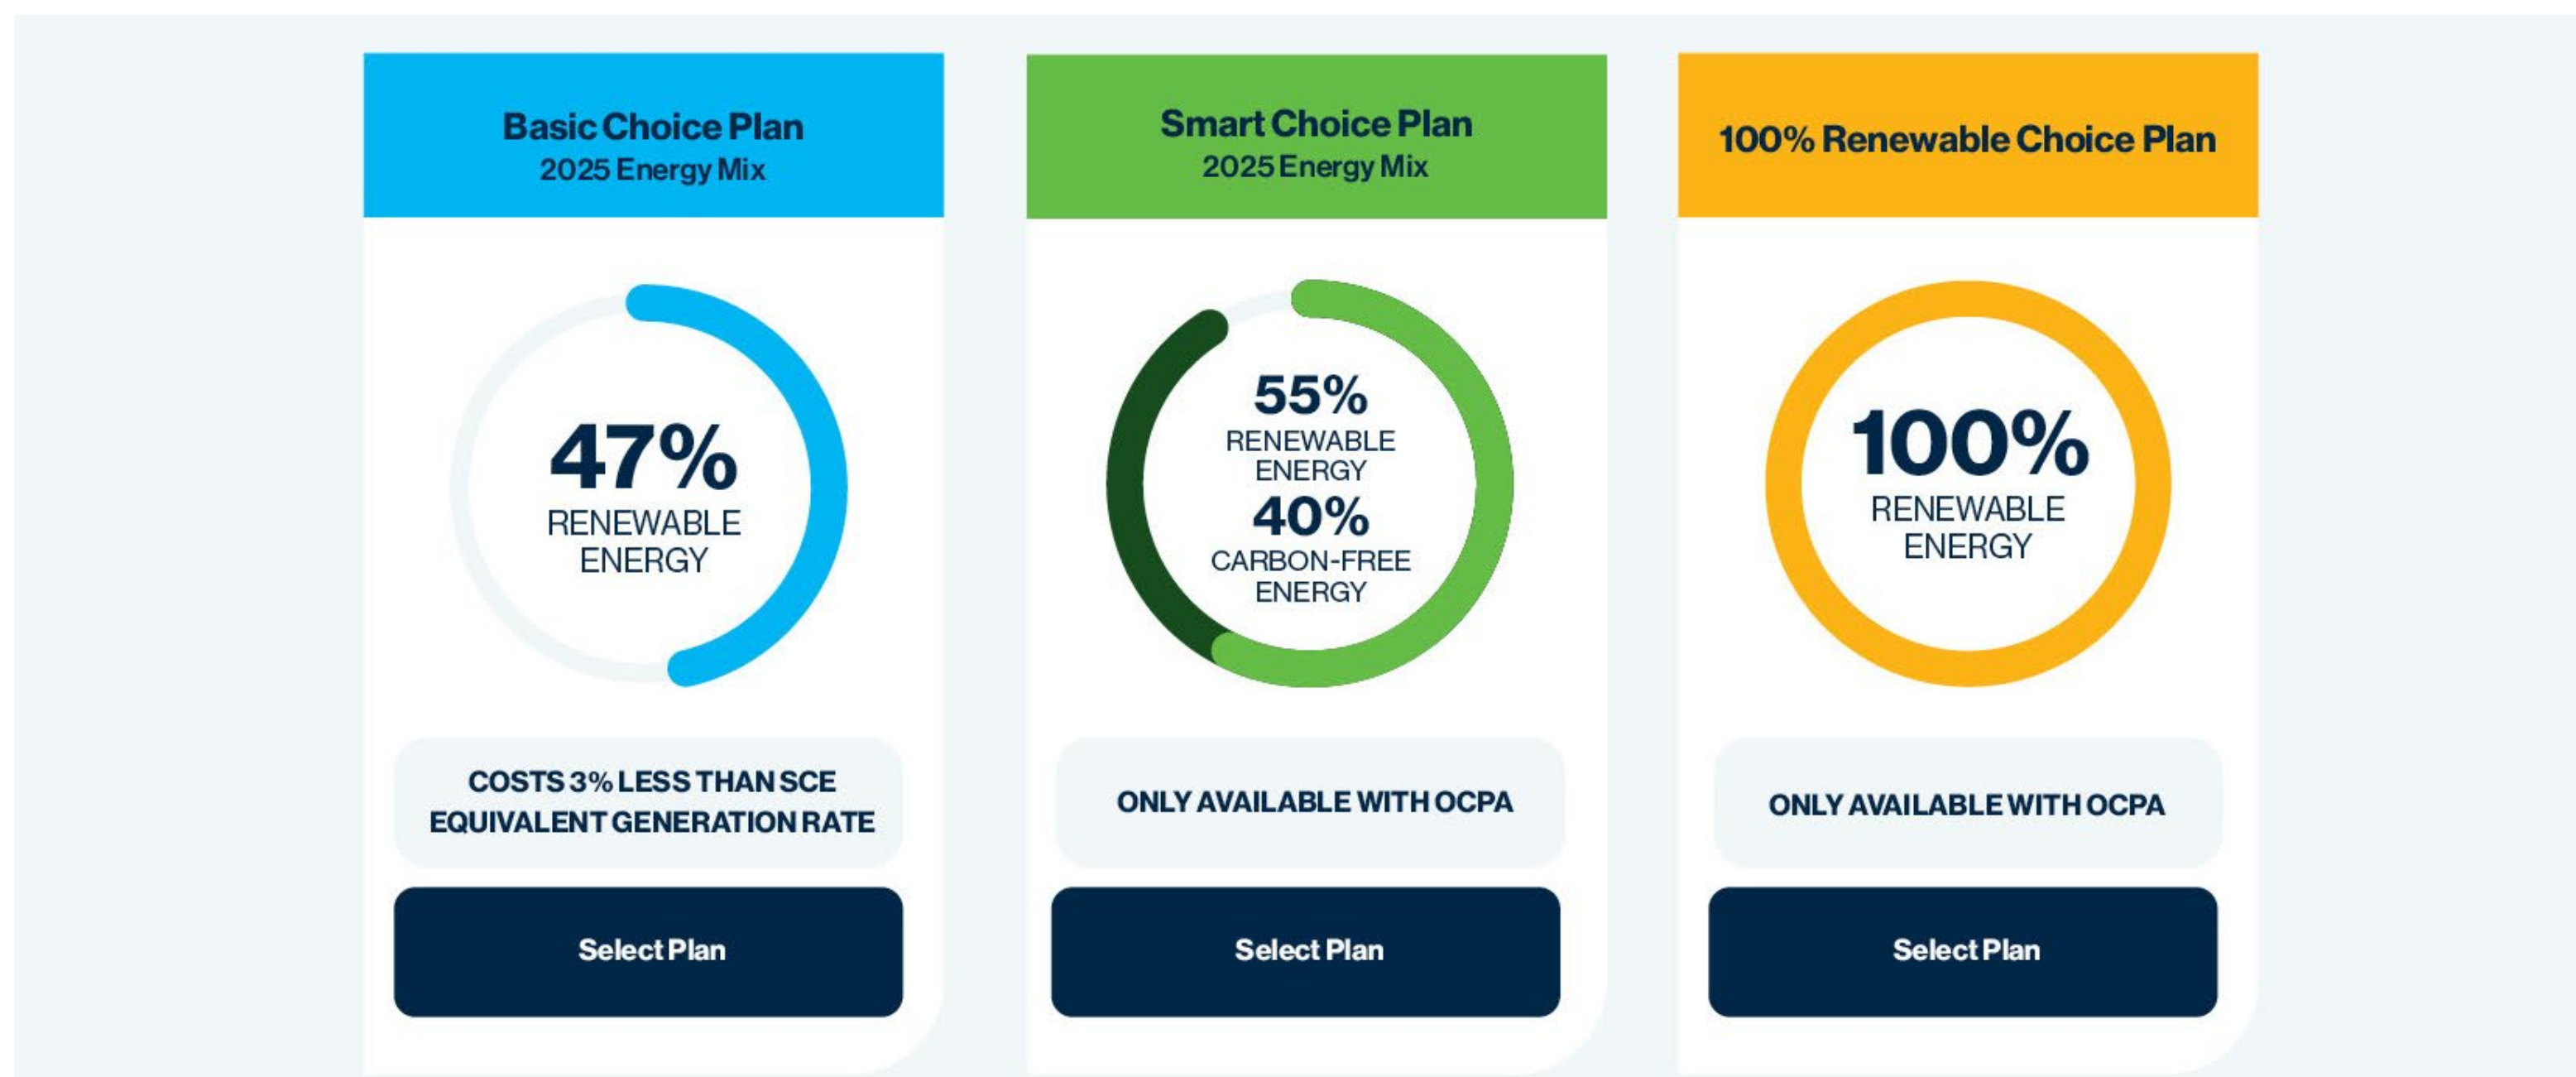 Basic Choice Plan
2025 Energy Mix
47%
RENEWABLE
ENERGY
COSTS 3% LESS THAN SCE
EQUIVALENT GENERATION RATE
Select Plan
Smart Choice Plan
2025 Energy Mix
55%
RENEWABLE
ENERGY
40%
CARBON-FREE
ENERGY
ONLY AVAILABLE WITH OCPA
Select Plan
100% Renewable Choice Plan
100%
RENEWABLE
ENERGY
ONLY AVAILABLE WITH OCPA
Select Plan